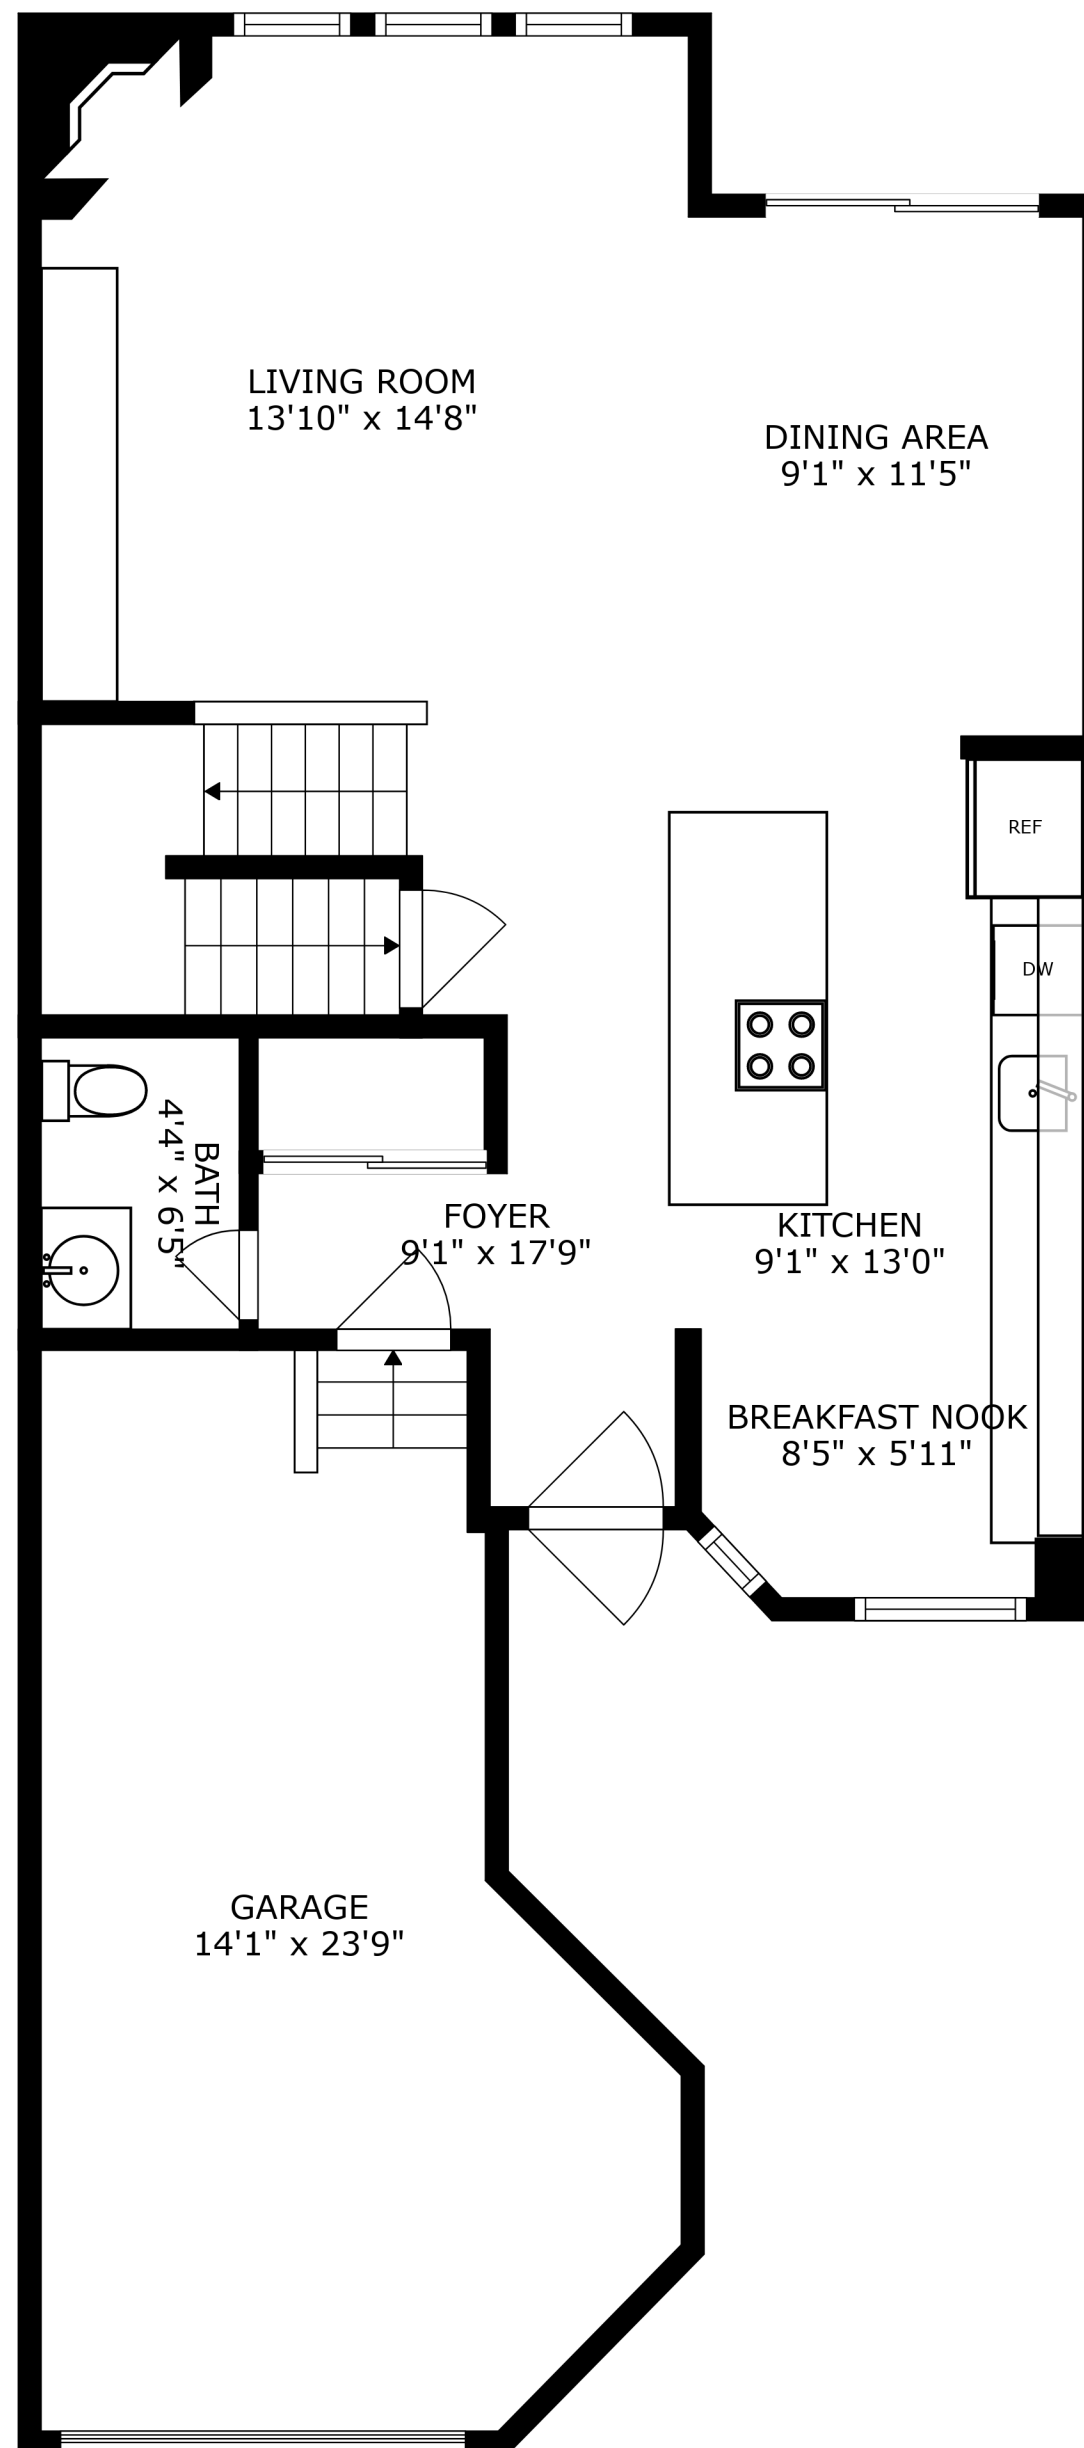 LIVING ROOM
13'10" x 14'8"
DINING AREA
9'1" x 11'5"
REF
DW
BATH
4'4" x 6'5"
FOYER
9'1" x 17'9"
KITCHEN
9'1" x 13'0"
BREAKFAST NOOK
8'5" x 5'11"
GARAGE
14'1" x 23'9"